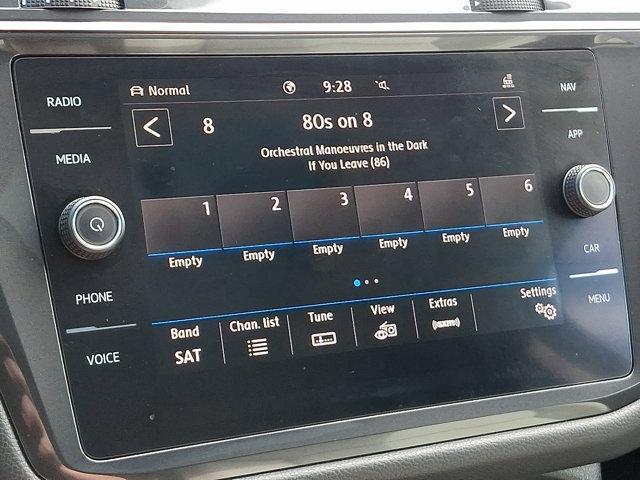 RADIO
MEDIA
PHONE
VOICE
Normal
9:28
8
80s on 8
Orchestral Manoeuvres in the Dark
If You Leave (86)
1 2 3 4 5 6
Empty Empty Empty Empty Empty Empty
Band Chan. list Tune View Extras Settings
SAT
NAV
APP
CAR
MENU